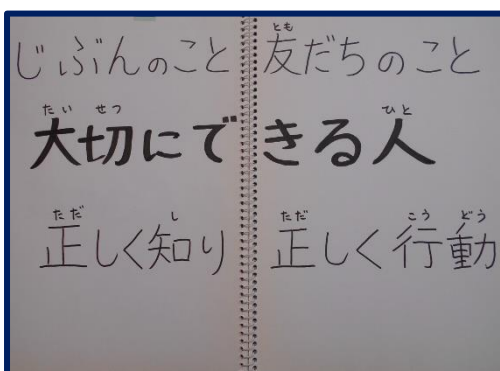 じぶんのこと 友だちのこと
大切にできる人
正しく知り 正しく行動